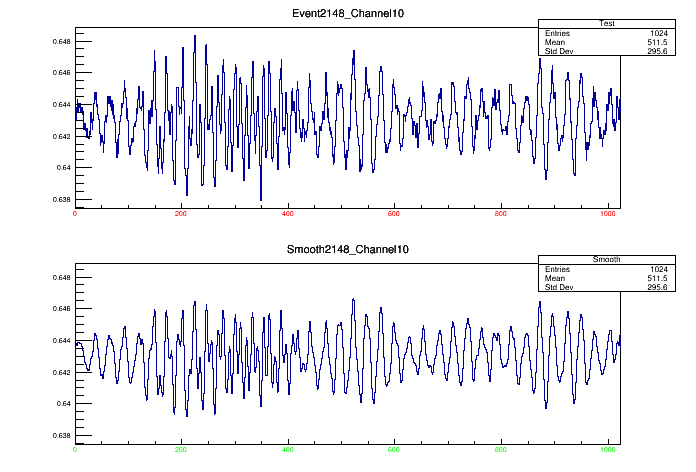 Event2148_Channel10
Test
Entries 1024
Mean 511.5
Std Dev 295.6
0.648
0.646
0.644
0.642
0.64
0.638
0 200 400 600 800 1000
Smooth2148_Channel10
Smooth
Entries 1024
Mean 511.5
Std Dev 295.6
0.648
0.646
0.644
0.642
0.64
0.638
0 200 400 600 800 1000